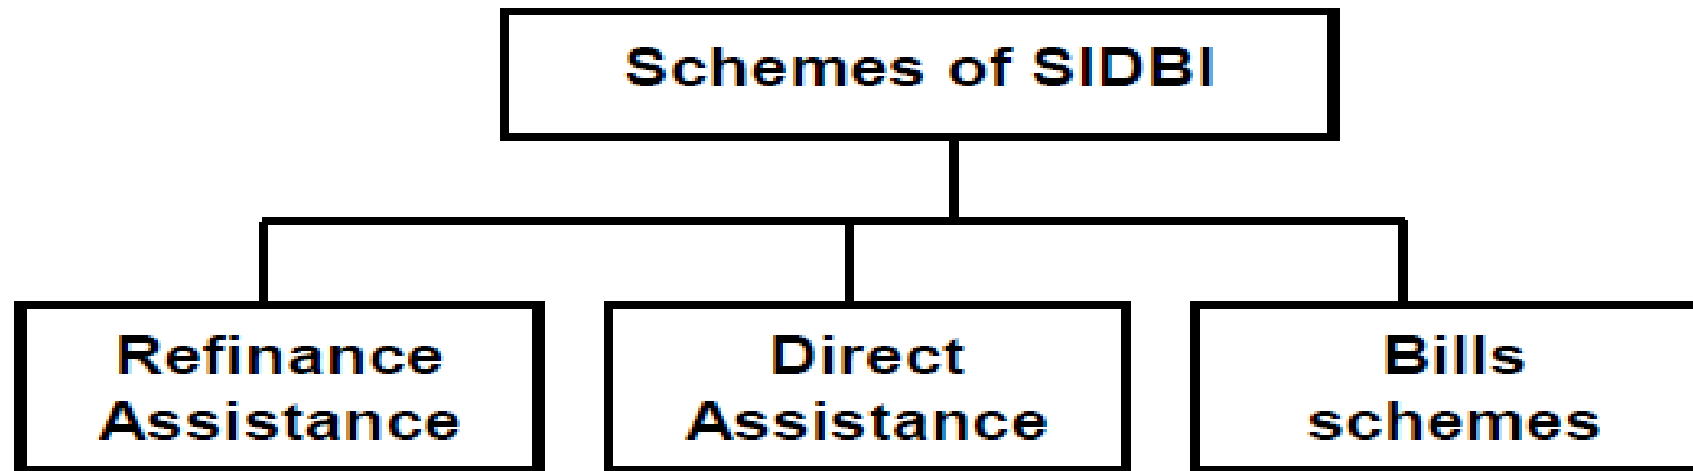 Schemes of SIDBI
Refinance
Assistance
Direct
Assistance
Bills
schemes